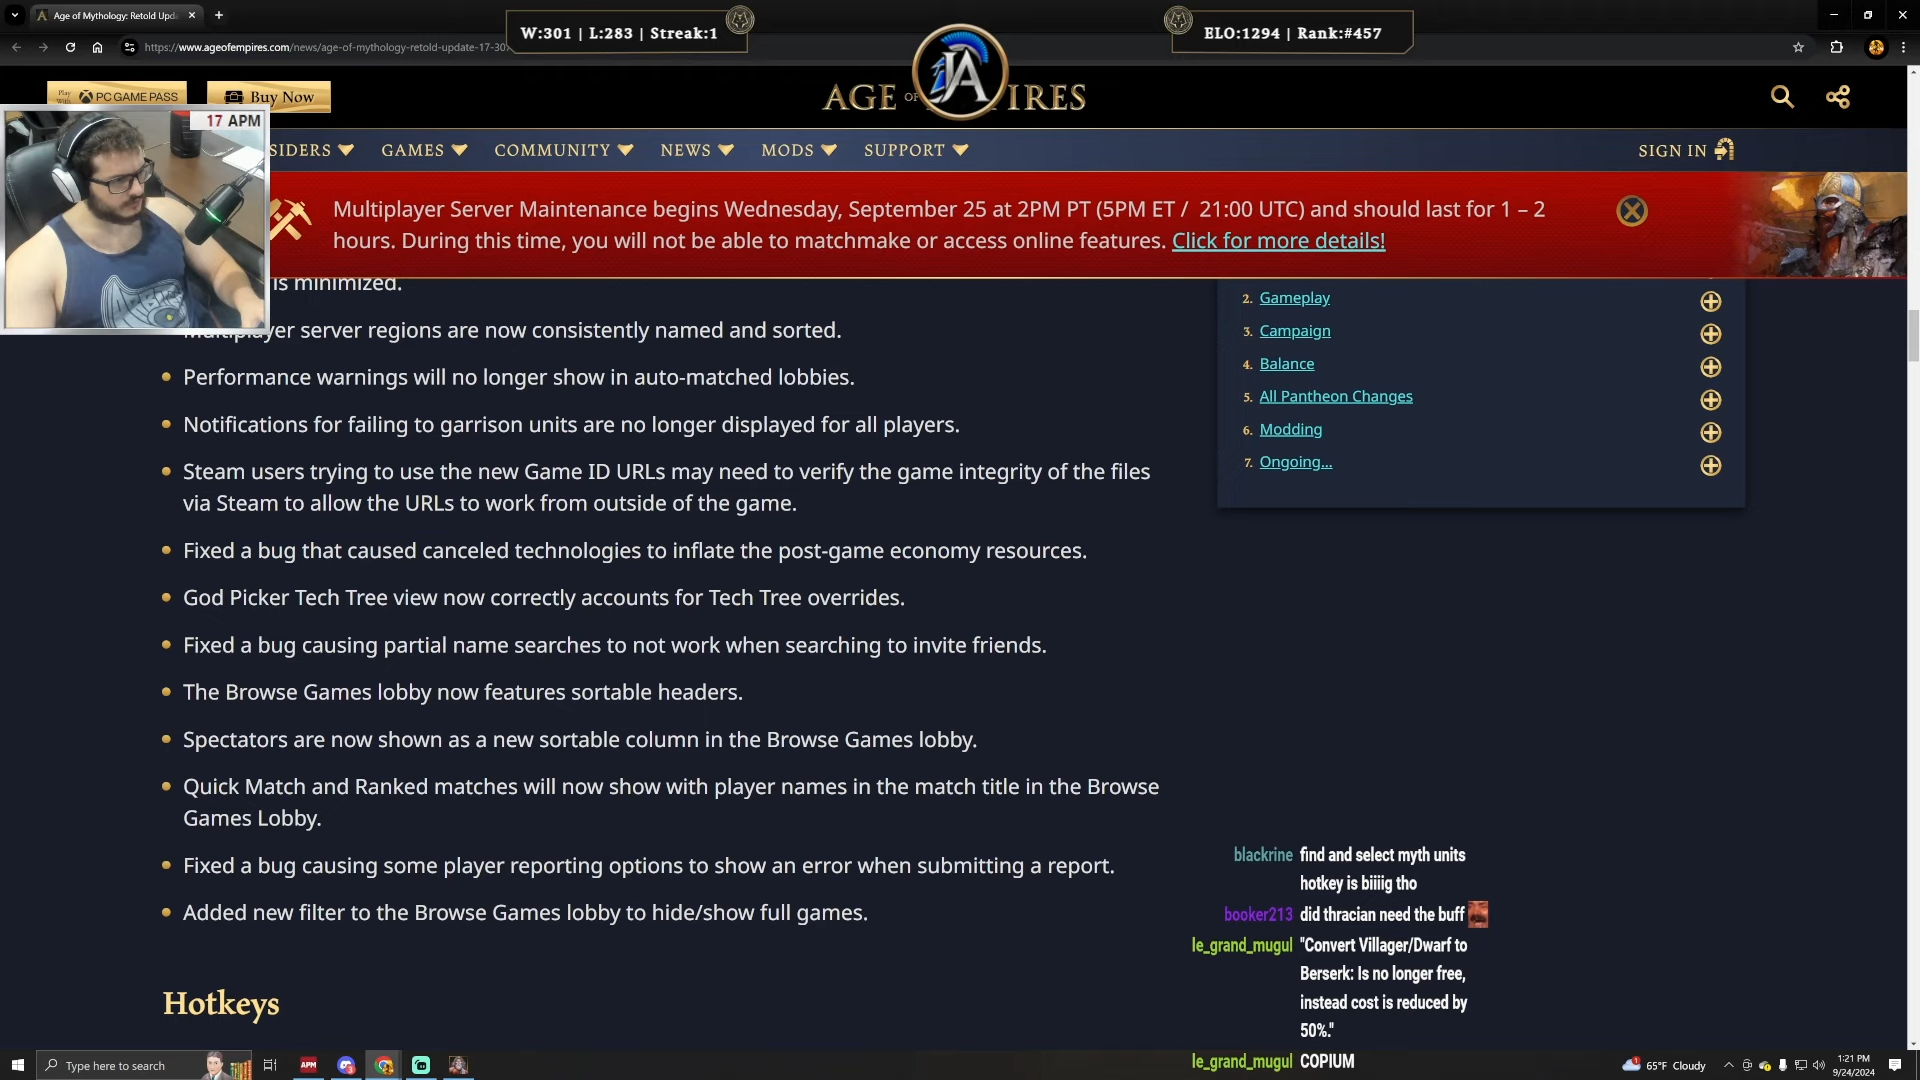 Age of Mythology: Retold Upd
https://www.ageofempires.com/news/age-of-mythology-retold-update-17-30
W:301 | L:283 | Streak:1
ELO:1294 | Rank:#457
Play With
PC GAME PASS
Buy Now
AGE OF IRES
17 APM
SIDERS
GAMES
COMMUNITY
NEWS
MODS
SUPPORT
SIGN IN
Multiplayer Server Maintenance begins Wednesday, September 25 at 2PM PT (5PM ET / 21:00 UTC) and should last for 1 – 2
hours. During this time, you will not be able to matchmake or access online features. Click for more details!
is minimized.
Multiplayer server regions are now consistently named and sorted.
Performance warnings will no longer show in auto-matched lobbies.
Notifications for failing to garrison units are no longer displayed for all players.
Steam users trying to use the new Game ID URLs may need to verify the game integrity of the files
via Steam to allow the URLs to work from outside of the game.
Fixed a bug that caused canceled technologies to inflate the post-game economy resources.
God Picker Tech Tree view now correctly accounts for Tech Tree overrides.
Fixed a bug causing partial name searches to not work when searching to invite friends.
The Browse Games lobby now features sortable headers.
Spectators are now shown as a new sortable column in the Browse Games lobby.
Quick Match and Ranked matches will now show with player names in the match title in the Browse
Games Lobby.
Fixed a bug causing some player reporting options to show an error when submitting a report.
Added new filter to the Browse Games lobby to hide/show full games.
Hotkeys
2. Gameplay
3. Campaign
4. Balance
5. All Pantheon Changes
6. Modding
7. Ongoing...
blackrine find and select myth units
hotkey is biiiig tho
booker213 did thracian need the buff
le_grand_mugul "Convert Villager/Dwarf to
Berserk: Is no longer free,
instead cost is reduced by
50%."
le_grand_mugul COPIUM
Type here to search
APM
65°F Cloudy
1:21 PM
9/24/2024